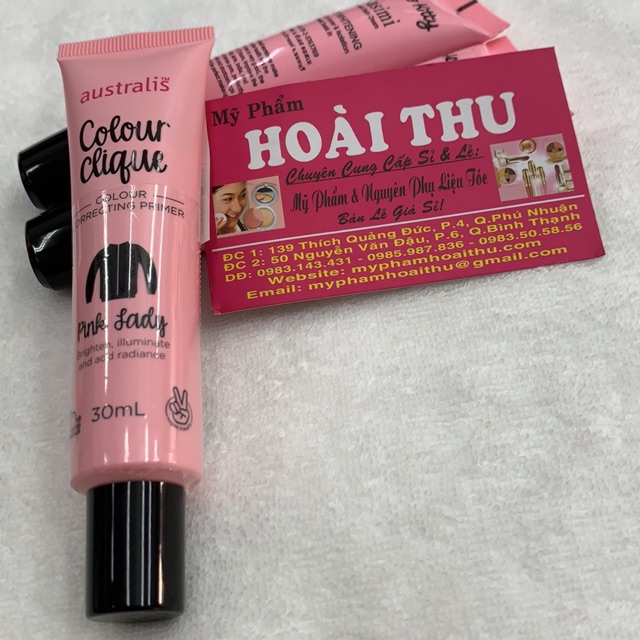 australis
Colour
Clique
COLOUR
CORRECTING PRIMER
Pink Lady
Brighten, illuminate
and add radiance
30mL
Mỹ Phẩm
HOÀI THU
Chuyên Cung Cấp Sỉ & Lẻ:
Mỹ Phẩm & Nguyên Phụ Liệu Tóc
Bán Lẻ Giá Sỉ!
ĐC 1: 139 Thích Quảng Đức, P.4, Q.Phú Nhuận
ĐC 2: 50 Nguyễn Văn Đậu, P.6, Q.Bình Thạnh
DĐ: 0983.143.431 - 0985.987.836 - 0983.50.58.56
Website: myphamhoaithu.com
Email: myphamhoaithu@gmail.com